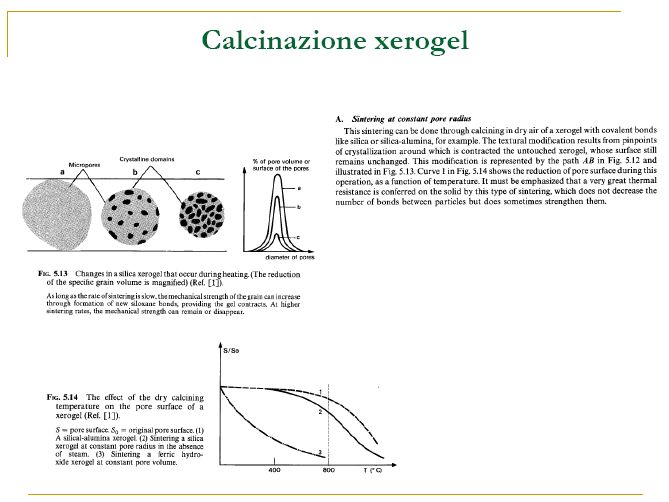 Calcinazione xerogel
A. Sintering at constant pore radius
This sintering can be done through calcining in dry air of a xerogel with covalent bonds
like silica or silica-alumina, for example. The textural modification results from pinpoints
of crystallization around which is contracted the untouched xerogel, whose surface still
remains unchanged. This modification is represented by the path AB in Fig. 5.12 and
illustrated in Fig. 5.13. Curve 1 in Fig. 5.14 shows the reduction of pore surface during this
operation, as a function of temperature. It must be emphasized that a very great thermal
resistance is conferred on the solid by this type of sintering, which does not decrease the
number of bonds between particles but does sometimes strengthen them.
Micropores
Crystalline domains
a
b
c
% of pore volume or
surface of the pores
a
b
c
diameter of pores
FIG. 5.13 Changes in a silica xerogel that occur during heating. (The reduction
of the specific grain volume is magnified) (Ref. [1]).
As long as the rate of sintering is slow, the mechanical strength of the grain can increase
through formation of new siloxane bonds, providing the gel contracts. At higher
sintering rates, the mechanical strength can remain or disappear.
S/S₀
1
2
3
400
800
T (°C)
FIG. 5.14 The effect of the dry calcining
temperature on the pore surface of a
xerogel (Ref. [1]).
S = pore surface. S₀ = original pore surface. (1)
A silical-alumina xerogel. (2) Sintering a silica
xerogel at constant pore radius in the absence
of steam. (3) Sintering a ferric hydro-
xide xerogel at constant pore volume.